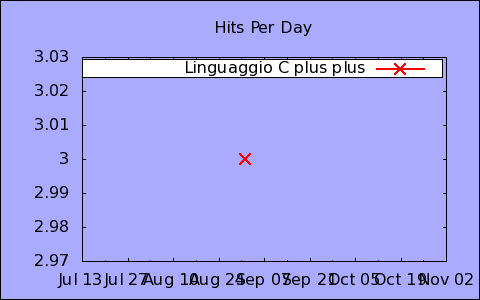 Hits Per Day
3.03
Linguaggio C plus plus
3.02
3.01
3
2.99
2.98
2.97
Jul 13 Jul 27 Aug 10 Aug 24 Sep 07 Sep 21 Oct 05 Oct 19 Nov 02